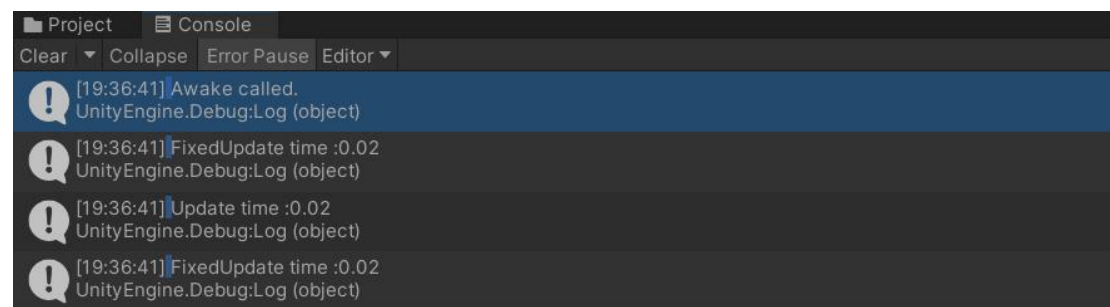 Project Console
Clear Collapse Error Pause Editor
[19:36:41] Awake called.
UnityEngine.Debug:Log (object)
[19:36:41] FixedUpdate time :0.02
UnityEngine.Debug:Log (object)
[19:36:41] Update time :0.02
UnityEngine.Debug:Log (object)
[19:36:41] FixedUpdate time :0.02
UnityEngine.Debug:Log (object)